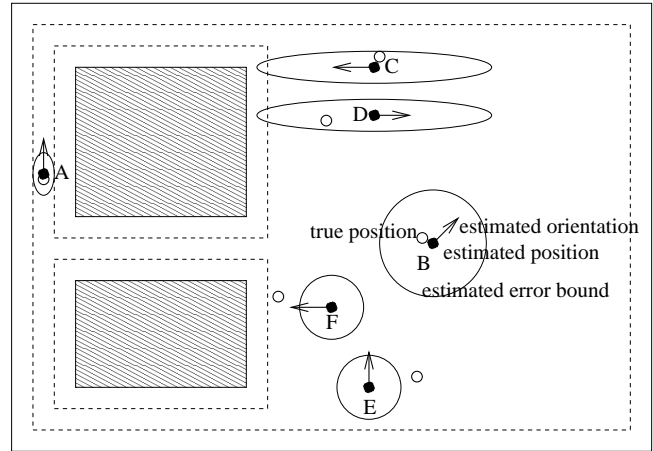 C
D
A
true position
estimated orientation
B
estimated position
estimated error bound
F
E